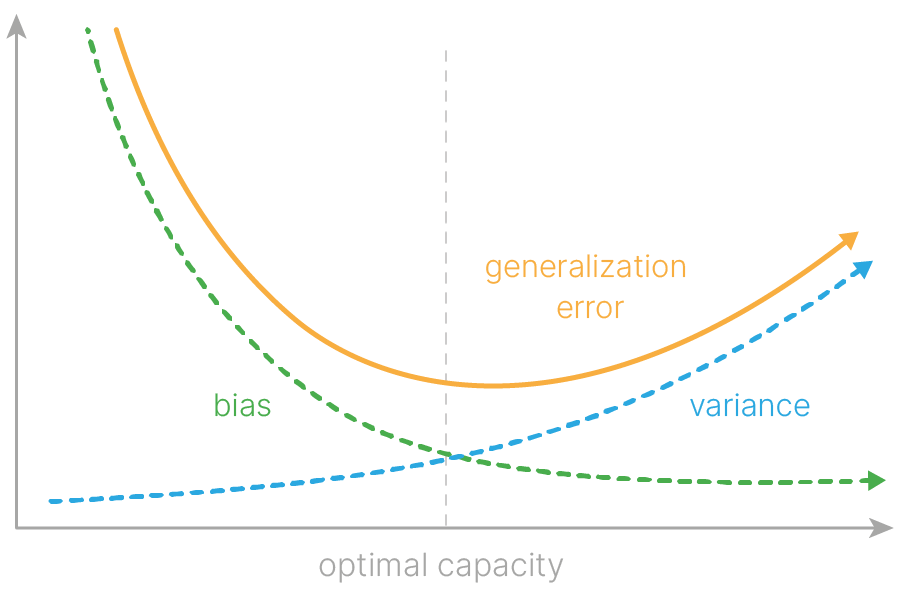 generalization
error
bias
variance
optimal capacity